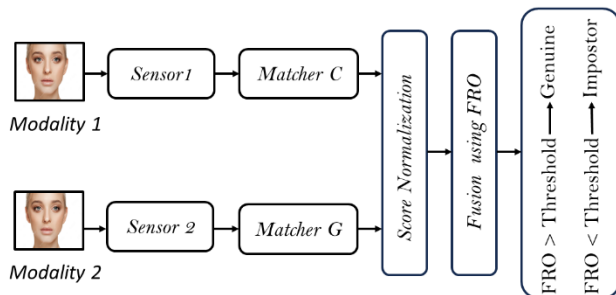 Sensor1
Matcher C
Modality 1
Sensor 2
Matcher G
Modality 2
Score Normalization
Fusion using FRO
FRO > Threshold Genuine
FRO < Threshold Impostor